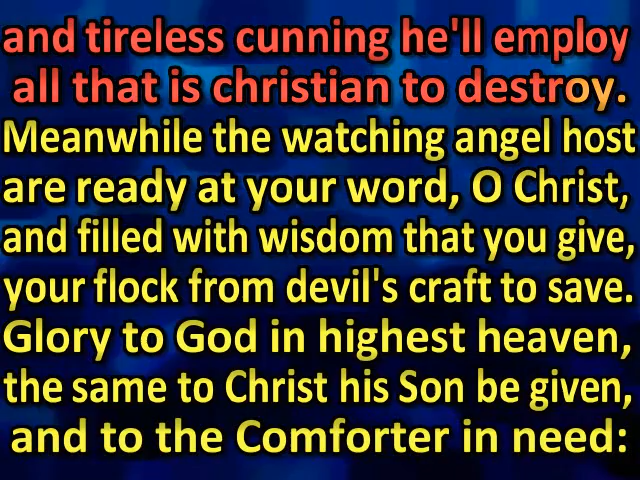 and tireless cunning he'll employ
all that is christian to destroy.
Meanwhile the watching angel host
are ready at your word, O Christ,
and filled with wisdom that you give,
your flock from devil's craft to save.
Glory to God in highest heaven,
the same to Christ his Son be given,
and to the Comforter in need: